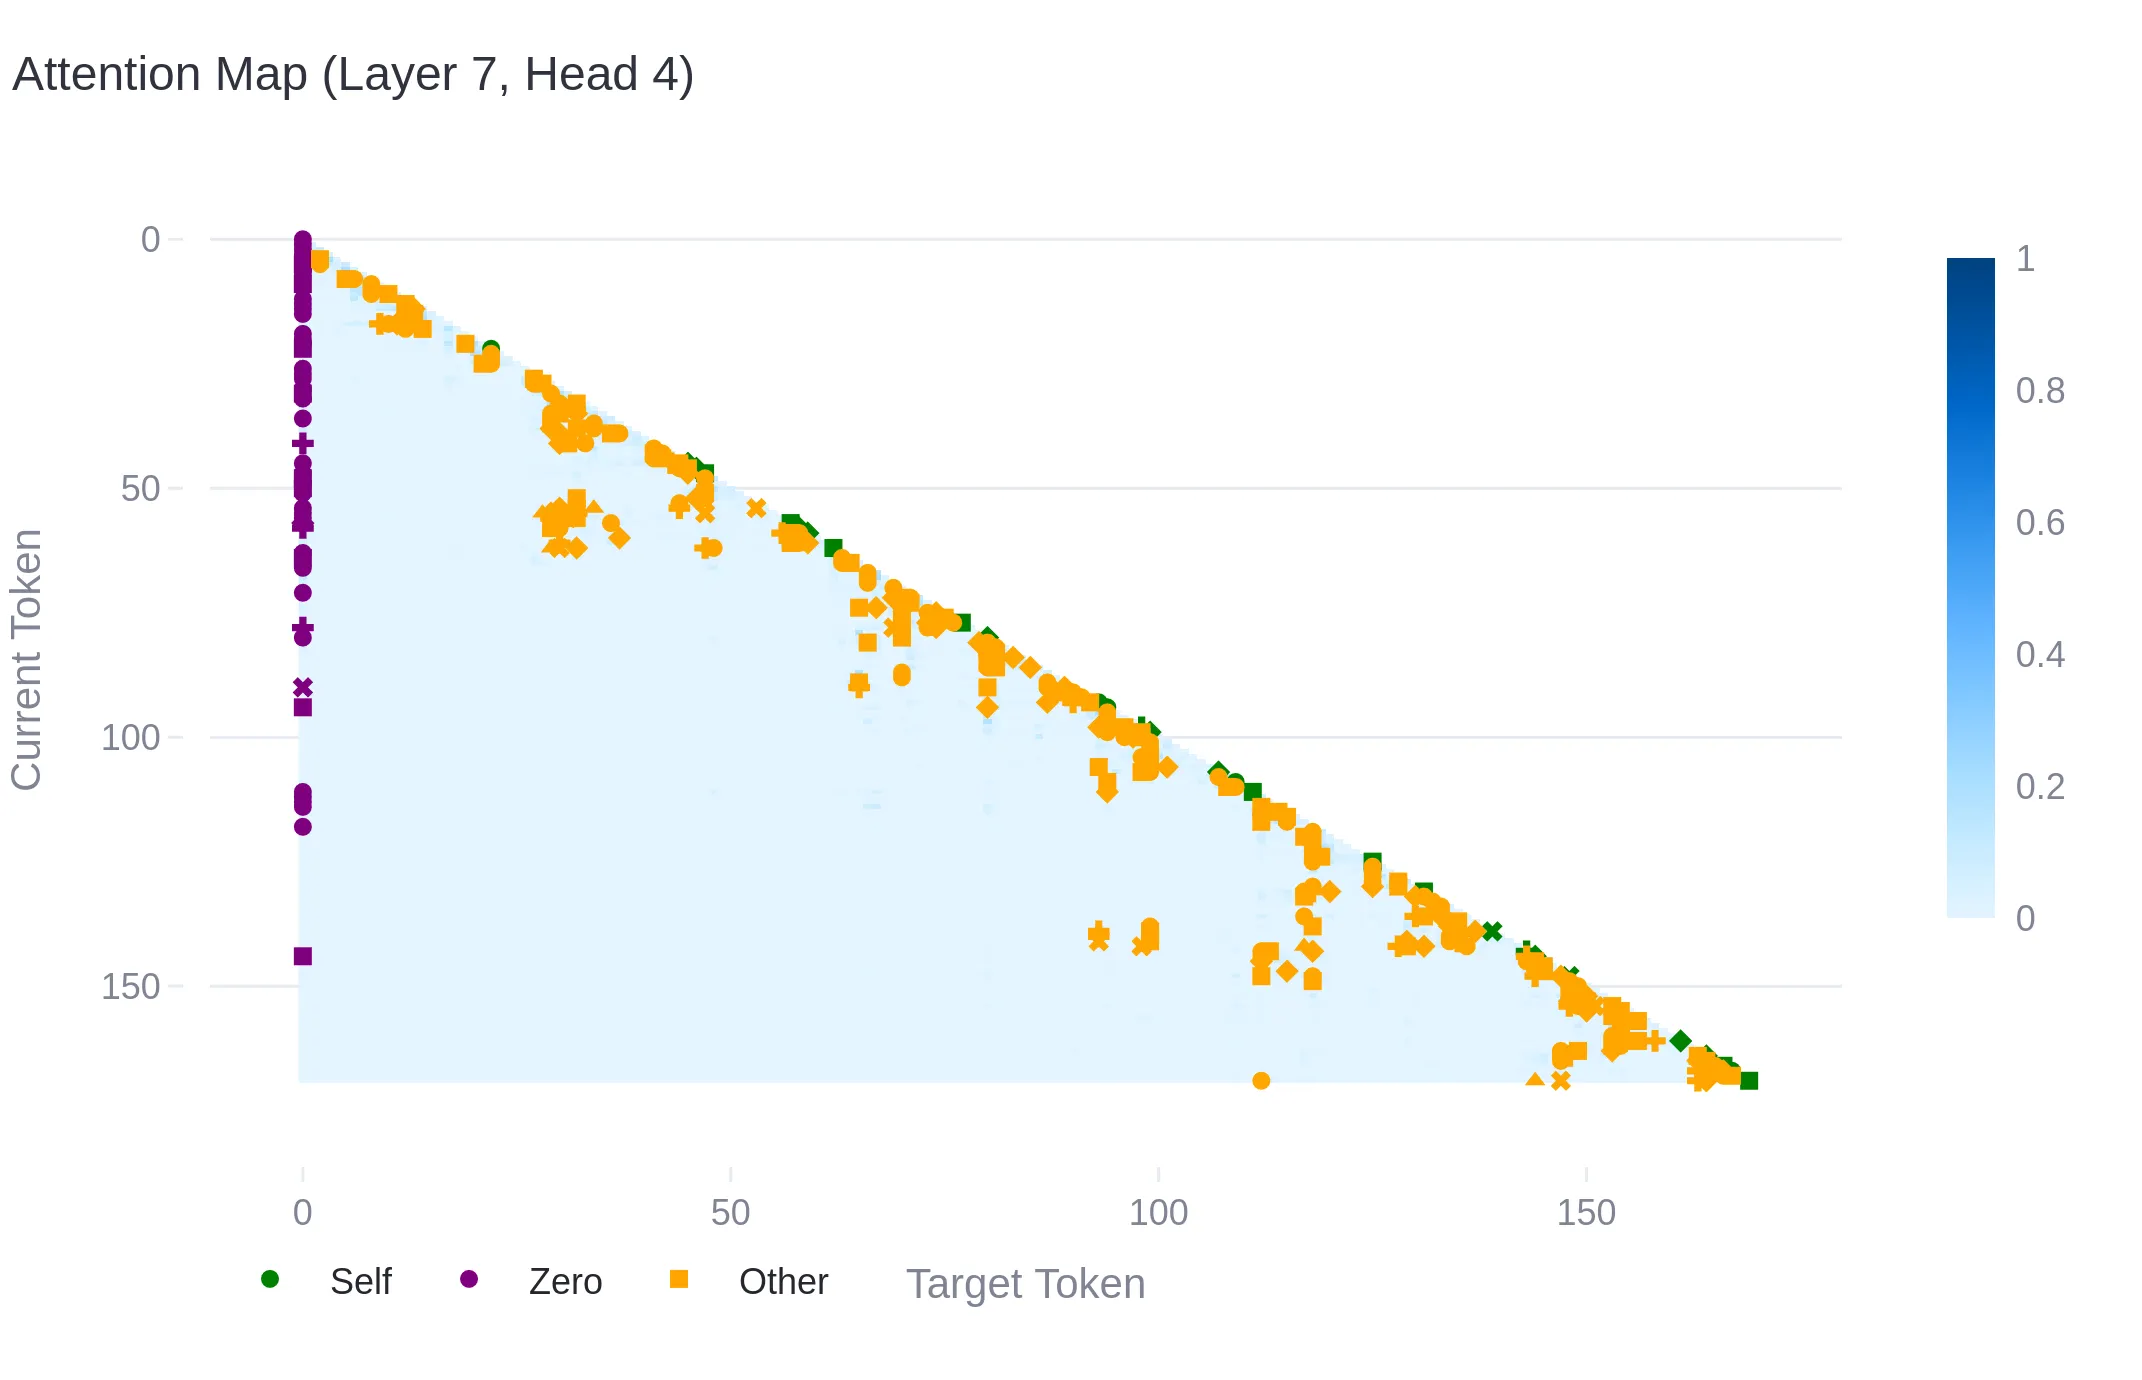 Attention Map (Layer 7, Head 4)
Current Token
0
50
100
150
0
50
100
150
Target Token
Self
Zero
Other
1
0.8
0.6
0.4
0.2
0